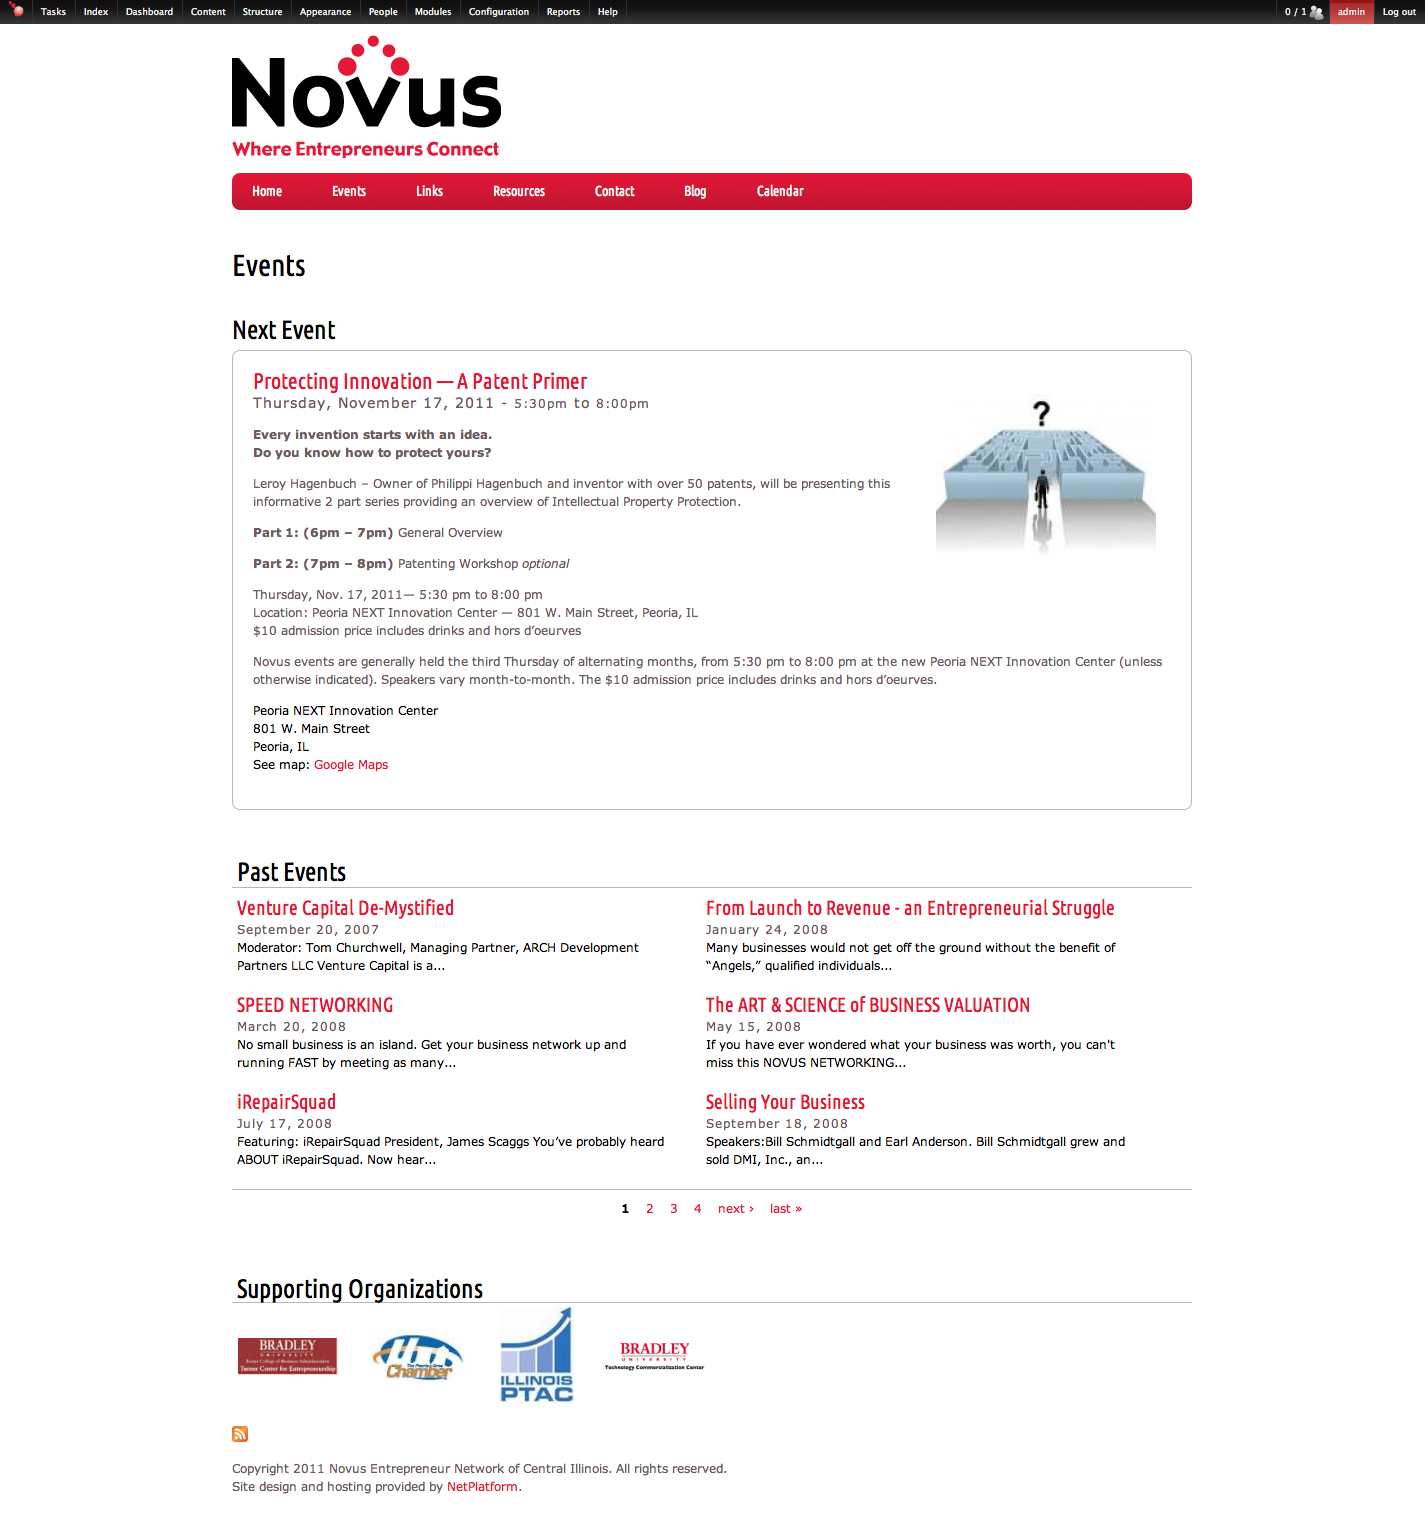 Tasks Index Dashboard Content Structure Appearance People Modules Configuration Reports Help 0 / 1 admin Log out
Novus
Where Entrepreneurs Connect
Home Events Links Resources Contact Blog Calendar
Events
Next Event
Protecting Innovation — A Patent Primer
Thursday, November 17, 2011 - 5:30pm to 8:00pm
?
Every invention starts with an idea.
Do you know how to protect yours?
Leroy Hagenbuch – Owner of Philippi Hagenbuch and inventor with over 50 patents, will be presenting this
informative 2 part series providing an overview of Intellectual Property Protection.
Part 1: (6pm – 7pm) General Overview
Part 2: (7pm – 8pm) Patenting Workshop optional
Thursday, Nov. 17, 2011— 5:30 pm to 8:00 pm
Location: Peoria NEXT Innovation Center — 801 W. Main Street, Peoria, IL
$10 admission price includes drinks and hors d’oeurves
Novus events are generally held the third Thursday of alternating months, from 5:30 pm to 8:00 pm at the new Peoria NEXT Innovation Center (unless
otherwise indicated). Speakers vary month-to-month. The $10 admission price includes drinks and hors d’oeurves.
Peoria NEXT Innovation Center
801 W. Main Street
Peoria, IL
See map: Google Maps
Past Events
Venture Capital De-Mystified
September 20, 2007
Moderator: Tom Churchwell, Managing Partner, ARCH Development
Partners LLC Venture Capital is a...
From Launch to Revenue - an Entrepreneurial Struggle
January 24, 2008
Many businesses would not get off the ground without the benefit of
“Angels,” qualified individuals...
SPEED NETWORKING
March 20, 2008
No small business is an island. Get your business network up and
running FAST by meeting as many...
The ART & SCIENCE of BUSINESS VALUATION
May 15, 2008
If you have ever wondered what your business was worth, you can't
miss this NOVUS NETWORKING...
iRepairSquad
July 17, 2008
Featuring: iRepairSquad President, James Scaggs You’ve probably heard
ABOUT iRepairSquad. Now hear...
Selling Your Business
September 18, 2008
Speakers:Bill Schmidtgall and Earl Anderson. Bill Schmidtgall grew and
sold DMI, Inc., an...
1 2 3 4 next › last »
Supporting Organizations
BRADLEY
UNIVERSITY
Foster College of Business Administration
Turner Center for Entrepreneurship
Chamber
ILLINOIS
PTAC
BRADLEY
UNIVERSITY
Technology Commercialization Center
Copyright 2011 Novus Entrepreneur Network of Central Illinois. All rights reserved.
Site design and hosting provided by NetPlatform.